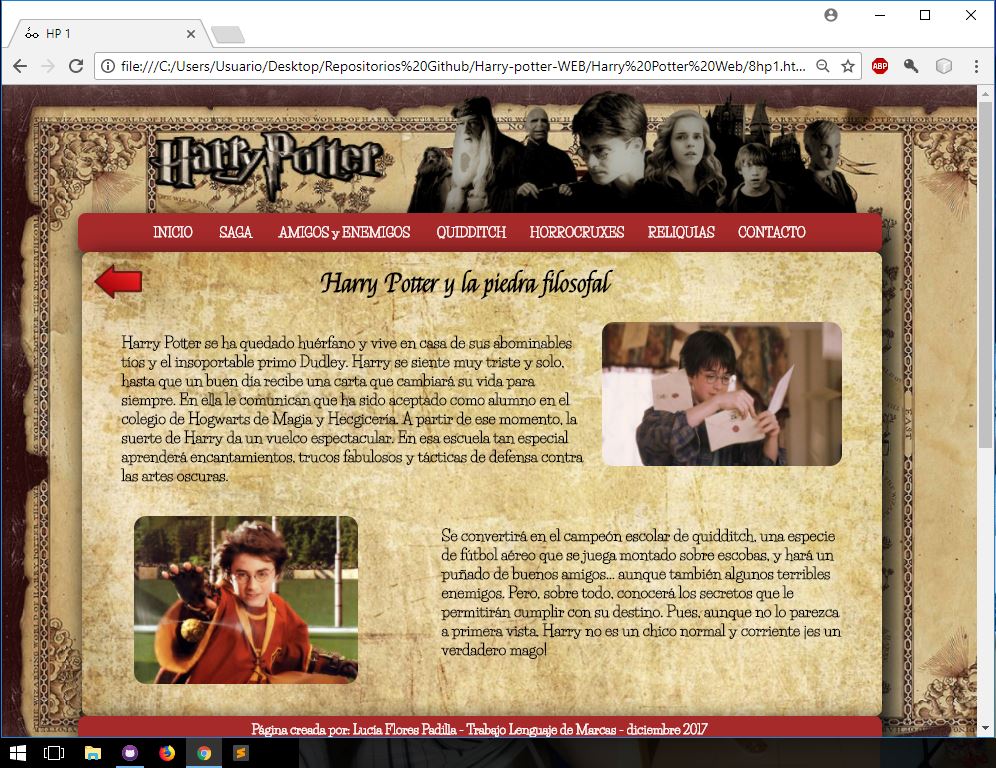 HP 1
file:///C:/Users/Usuario/Desktop/Repositorios%20Github/Harry-potter-WEB/Harry%20Potter%20Web/8hp1.ht...
ABP
THE WIZARDING WORLD OF HARRY POTTER
Harry Potter
INICIO SAGA AMIGOS y ENEMIGOS QUIDDITCH HORROCRUXES RELIQUIAS CONTACTO
Harry Potter y la piedra filosofal
Harry Potter se ha quedado huérfano y vive en casa de sus abominables
tíos y el insoportable primo Dudley. Harry se siente muy triste y solo,
hasta que un buen día recibe una carta que cambiará su vida para
siempre. En ella le comunican que ha sido aceptado como alumno en el
colegio de Hogwarts de Magia y Hecgicería. A partir de ese momento, la
suerte de Harry da un vuelco espectacular. En esa escuela tan especial
aprenderá encantamientos, trucos fabulosos y tácticas de defensa contra
las artes oscuras.
Se convertirá en el campeón escolar de quidditch, una especie
de fútbol aéreo que se juega montado sobre escobas, y hará un
puñado de buenos amigos... aunque también algunos terribles
enemigos. Pero, sobre todo, conocerá los secretos que le
permitirán cumplir con su destino. Pues, aunque no lo parezca
a primera vista, Harry no es un chico normal y corriente ¡es un
verdadero mago!
EAST
Página creada por: Lucía Flores Padilla - Trabajo Lenguaje de Marcas - diciembre 2017